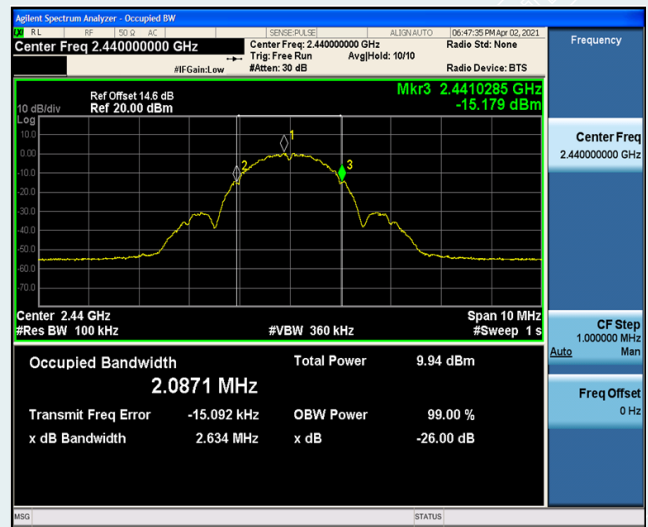 Agilent Spectrum Analyzer - Occupied BW
RL RF 50 Ω AC SENSE:PULSE ALIGNAUTO 06:47:35 PM Apr 02, 2021
Center Freq 2.440000000 GHz
Center Freq: 2.440000000 GHz Radio Std: None
Trig: Free Run Avg|Hold: 10/10
#IFGain:Low #Atten: 30 dB Radio Device: BTS
Frequency
Mkr3 2.4410285 GHz
-15.179 dBm
Ref Offset 14.6 dB
10 dB/div Ref 20.00 dBm
Log
10.0
0.00
-10.0
-20.0
-30.0
-40.0
-50.0
-60.0
-70.0
1
2
3
Center 2.44 GHz Span 10 MHz
#Res BW 100 kHz #VBW 360 kHz #Sweep 1 s
Occupied Bandwidth Total Power 9.94 dBm
2.0871 MHz
Transmit Freq Error -15.092 kHz OBW Power 99.00 %
x dB Bandwidth 2.634 MHz x dB -26.00 dB
Center Freq
2.440000000 GHz
CF Step
1.000000 MHz
Auto Man
Freq Offset
0 Hz
MSG STATUS